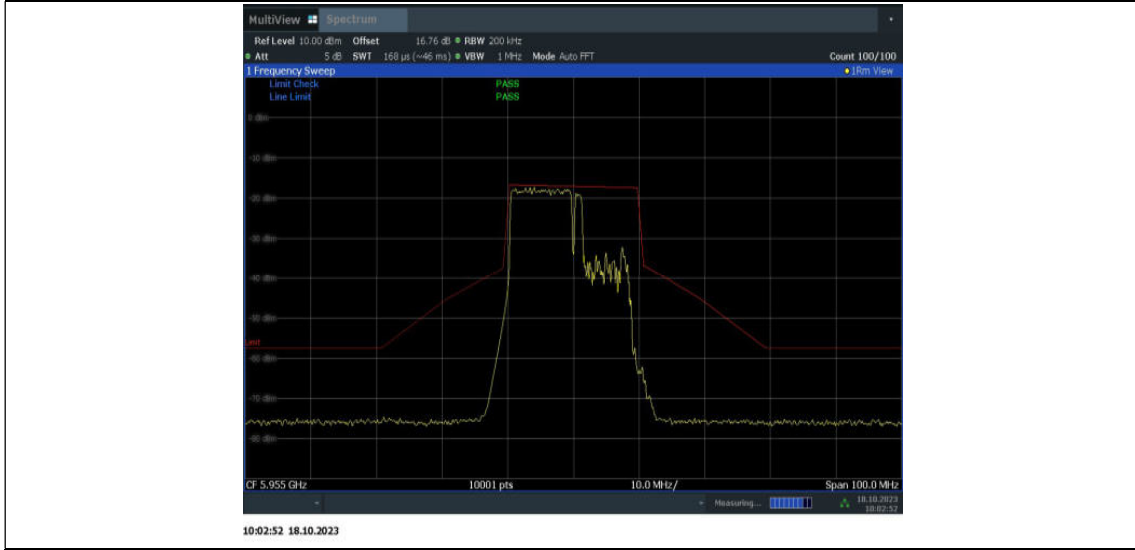 MultiView Spectrum
Ref Level 10.00 dBm Offset 16.76 dB RBW 200 kHz
Att 5 dB SWT 168 µs (~46 ms) VBW 1 MHz Mode Auto FFT Count 100/100
1 Frequency Sweep 1Rm View
Limit Check PASS
Line Limit PASS
0 dBm
-10 dBm
-20 dBm
-30 dBm
-40 dBm
-50 dBm
-60 dBm
-70 dBm
-80 dBm
CF 5.955 GHz 10001 pts 10.0 MHz/ Span 100.0 MHz
Measuring... 18.10.2023
10:02:52
10:02:52 18.10.2023